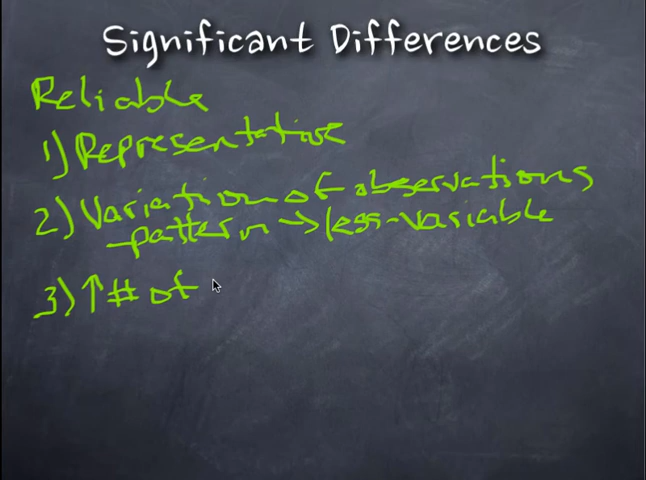 Significant Differences
Reliable
1) Representative
2) Variation of observations
-pattern → less-variable
3) ↑ # of